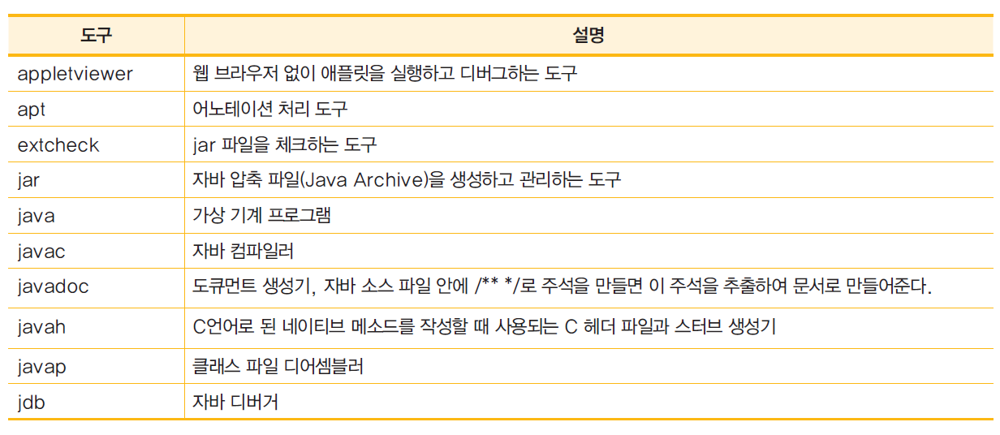 도구 설명
appletviewer 웹 브라우저 없이 애플릿을 실행하고 디버그하는 도구
apt 어노테이션 처리 도구
extcheck jar 파일을 체크하는 도구
jar 자바 압축 파일(Java Archive)을 생성하고 관리하는 도구
java 가상 기계 프로그램
javac 자바 컴파일러
javadoc 도큐먼트 생성기, 자바 소스 파일 안에 /** */로 주석을 만들면 이 주석을 추출하여 문서로 만들어준다.
javah C언어로 된 네이티브 메소드를 작성할 때 사용되는 C 헤더 파일과 스터브 생성기
javap 클래스 파일 디어셈블러
jdb 자바 디버거